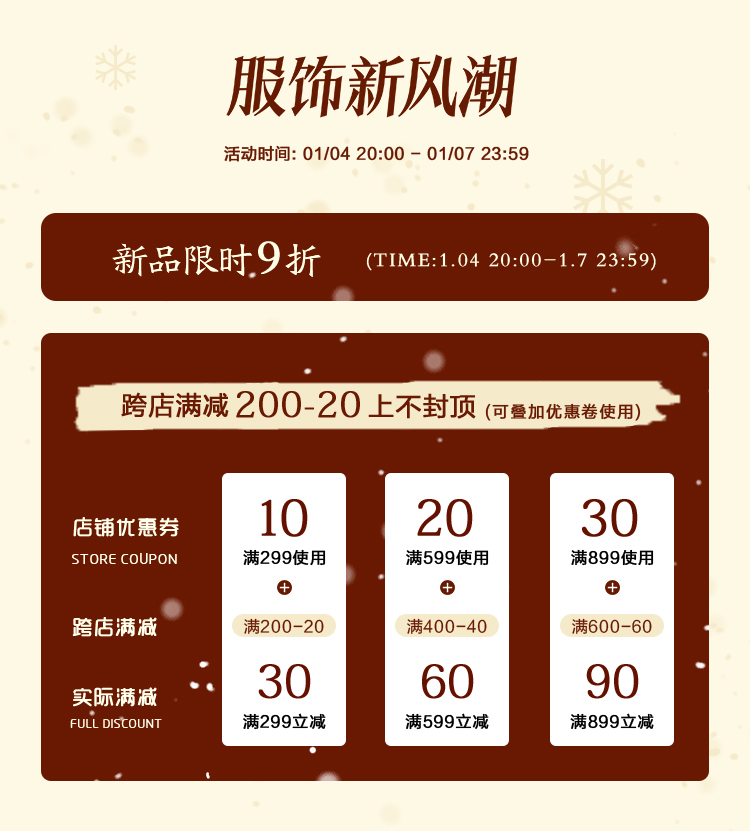 服饰新风潮
活动时间: 01/04 20:00 - 01/07 23:59
新品限时9折 (TIME:1.04 20:00-1.7 23:59)
跨店满减 200-20 上不封顶 (可叠加优惠卷使用)
店铺优惠券
STORE COUPON
10
满299使用
20
满599使用
30
满899使用
跨店满减
+
满200-20
+
满400-40
+
满600-60
实际满减
FULL DISCOUNT
30
满299立减
60
满599立减
90
满899立减